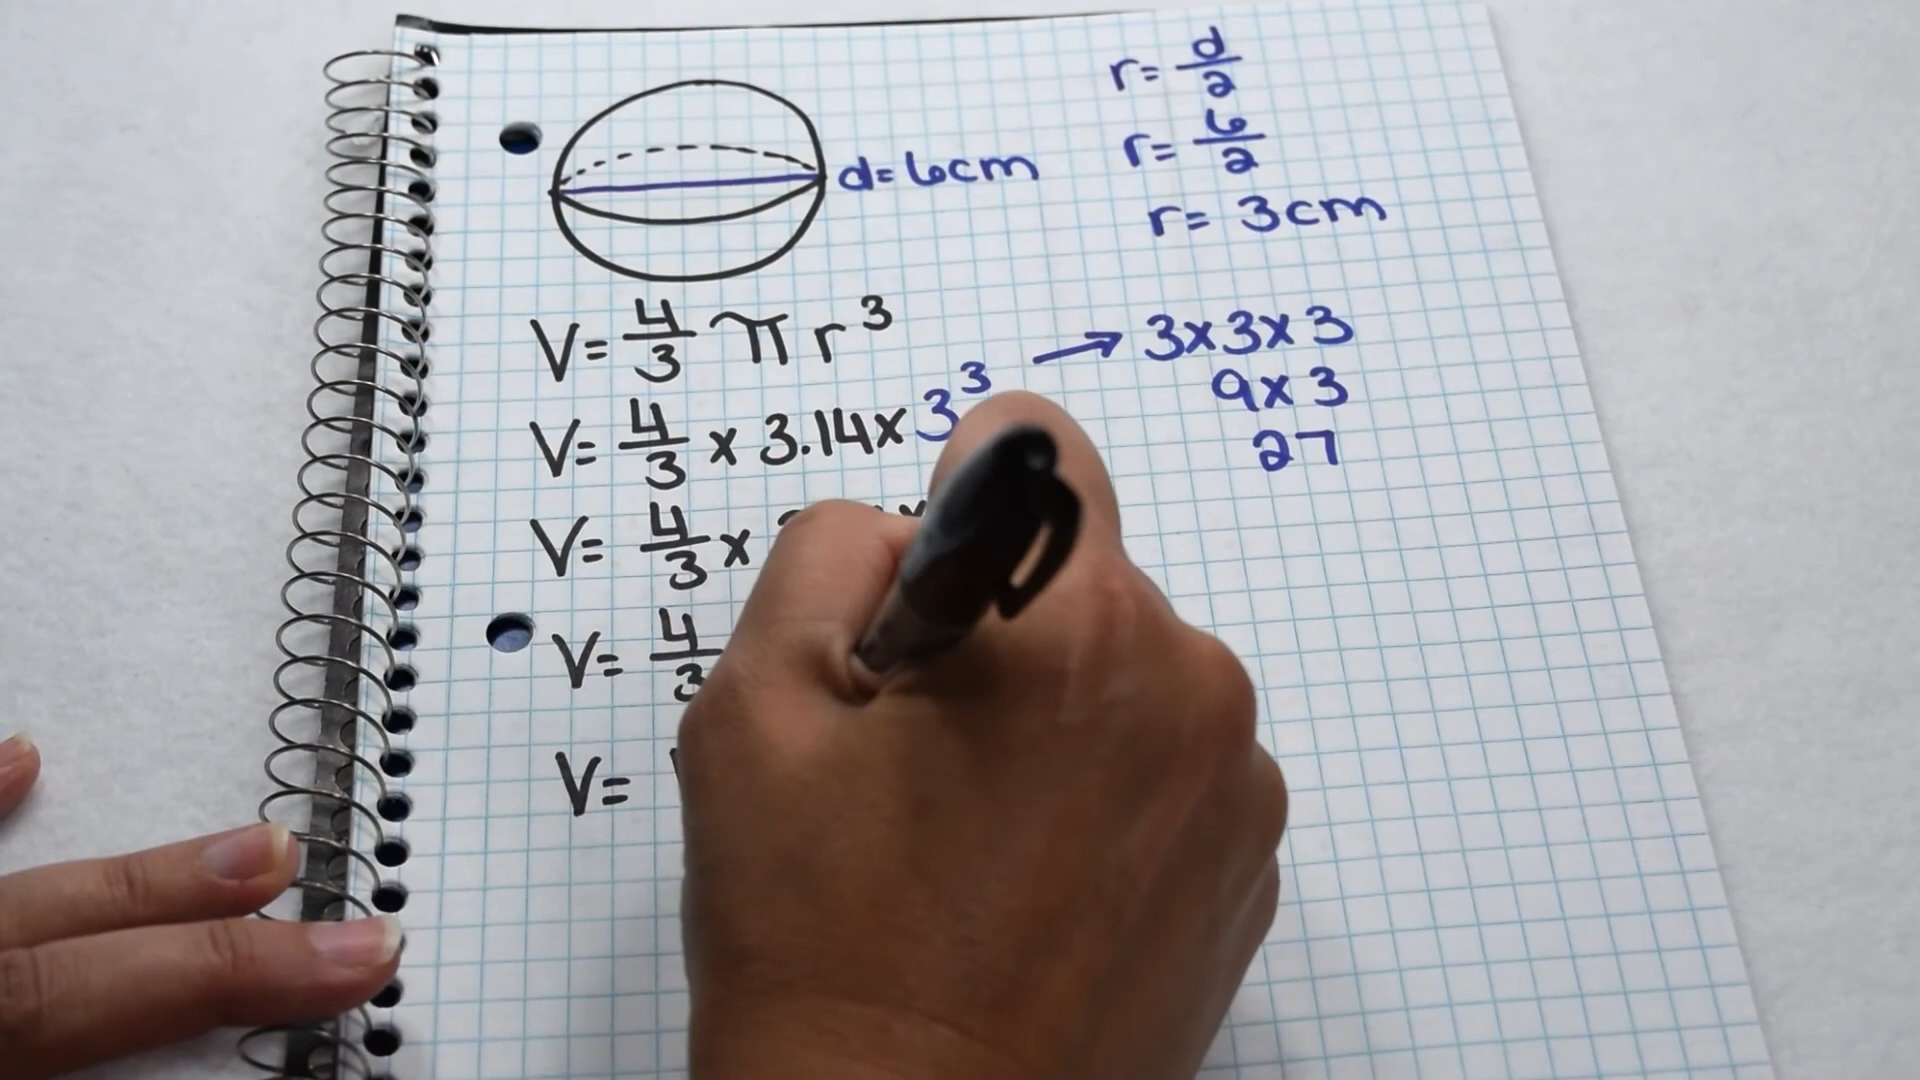 d=6cm
r= d/2
r= 6/2
r= 3cm
V= 4/3 π r³
V= 4/3 x 3.14 x 3³
→ 3x3x3
9x3
27
V= 4/3 x
V= 4/3
V=